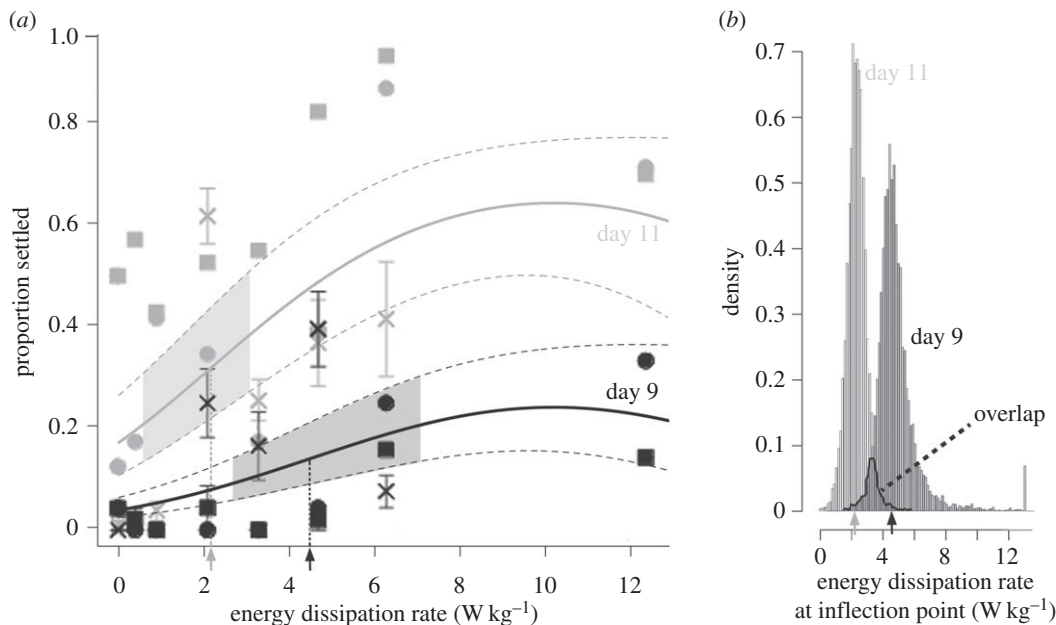 (a)
1.0
0.8
0.6
0.4
0.2
0
proportion settled
day 11
day 9
0 2 4 6 8 10 12
energy dissipation rate (W kg⁻¹)
(b)
0.7
0.6
0.5
0.4
0.3
0.2
0.1
0
density
day 11
day 9
overlap
0 4 8 12
energy dissipation rate
at inflection point (W kg⁻¹)